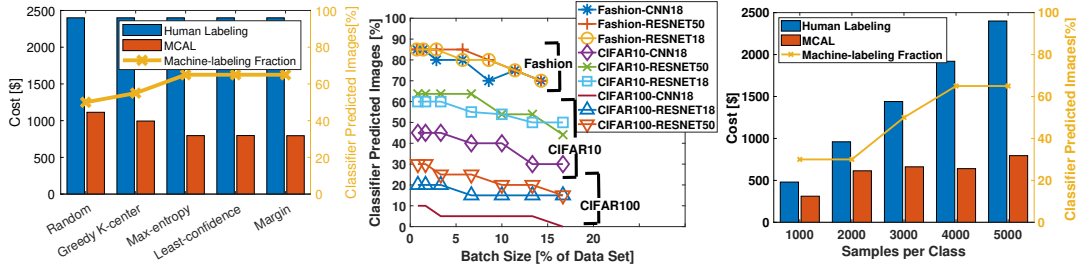 Human Labeling
MCAL
Machine-labeling Fraction
Cost [$]
2500
2000
1500
1000
500
0
100
80
60
40
20
0
Classifier Predicted Images[%]
Random
Greedy K-center
Max-entropy
Least-confidence
Margin
Classifier Predicted Images [%]
100
90
80
70
60
50
40
30
20
10
0
0
5
10
15
20
Batch Size [% of Data Set]
Fashion
CIFAR10
CIFAR100
Fashion-CNN18
Fashion-RESNET50
Fashion-RESNET18
CIFAR10-CNN18
CIFAR10-RESNET50
CIFAR10-RESNET18
CIFAR100-CNN18
CIFAR100-RESNET18
CIFAR100-RESNET50
Human Labeling
MCAL
Machine-labeling Fraction
Cost [$]
2500
2000
1500
1000
500
0
100
80
60
40
20
0
Classifier Predicted Images[%]
1000
2000
3000
4000
5000
Samples per Class